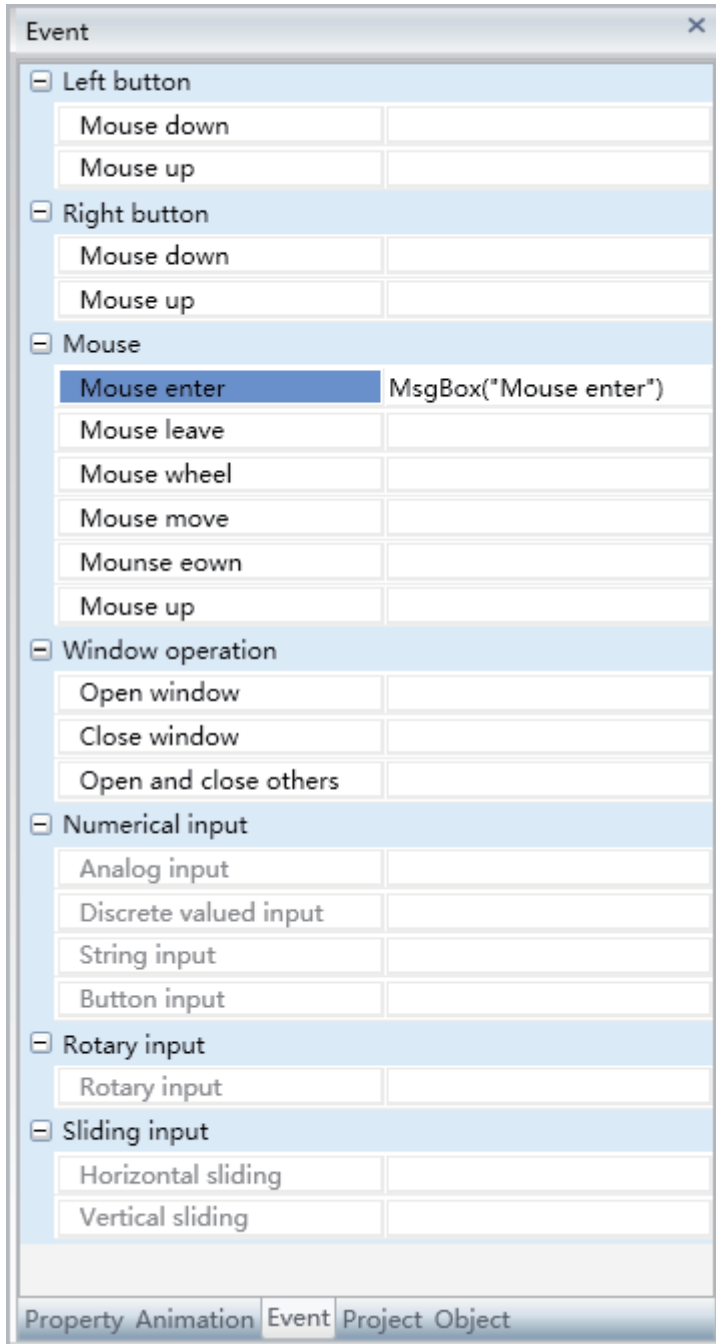 Event
Left button
Mouse down
Mouse up
Right button
Mouse down
Mouse up
Mouse
Mouse enter MsgBox("Mouse enter")
Mouse leave
Mouse wheel
Mouse move
Mounse eown
Mouse up
Window operation
Open window
Close window
Open and close others
Numerical input
Analog input
Discrete valued input
String input
Button input
Rotary input
Rotary input
Sliding input
Horizontal sliding
Vertical sliding
Property Animation Event Project Object